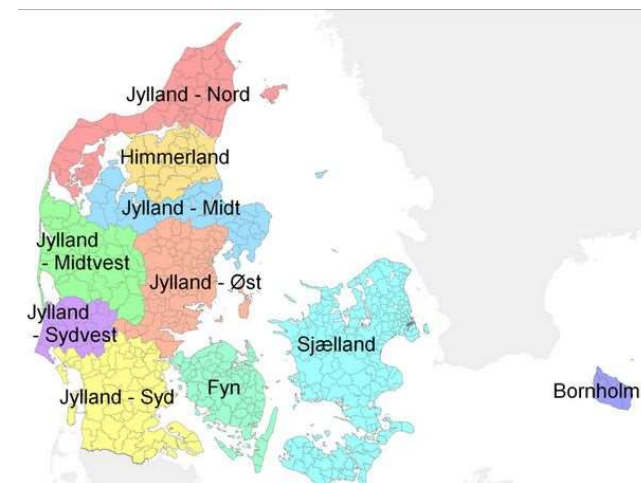 Jylland - Nord
Himmerland
Jylland - Midt
Jylland
- Midtvest
Jylland - Øst
Jylland
- Sydvest
Sjælland
Jylland - Syd
Fyn
Bornholm